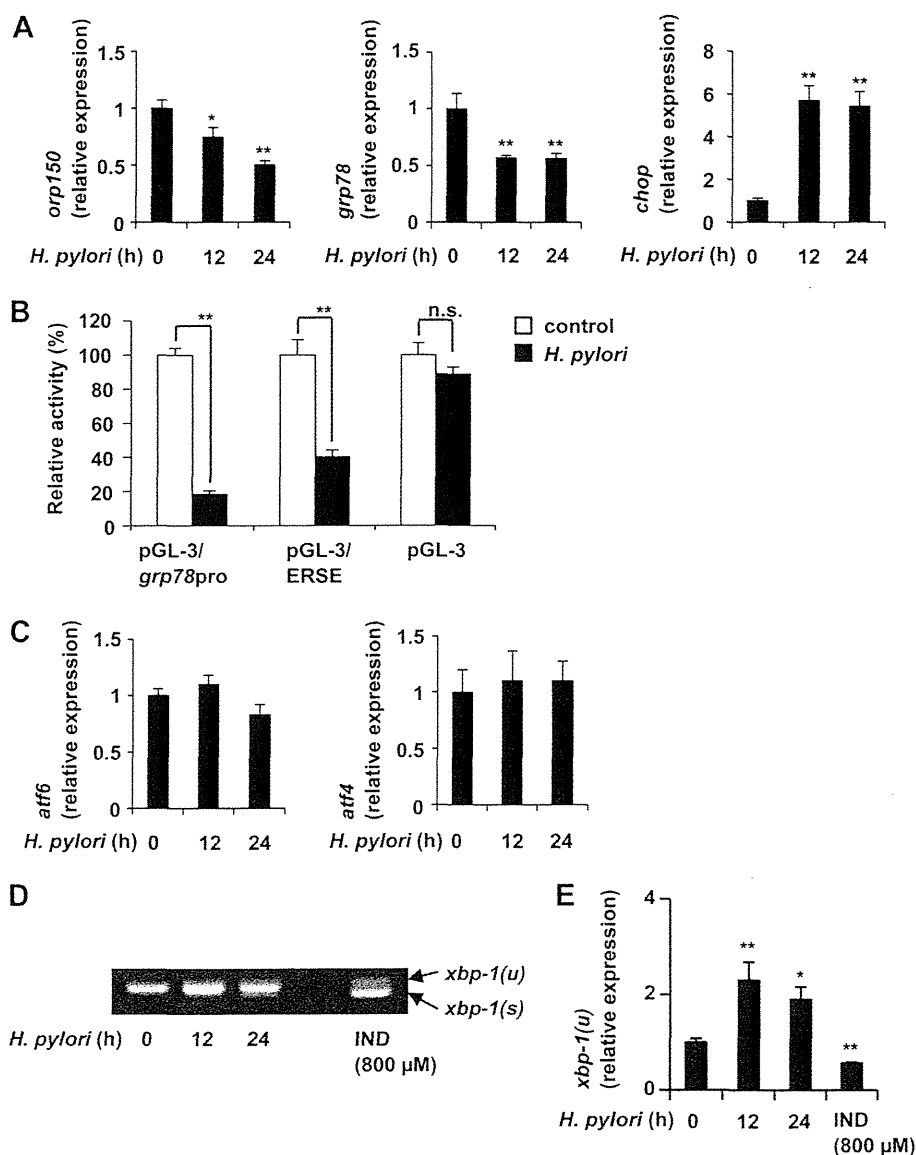 A
orp150
(relative expression)
1.5
1
0.5
0
*
**
H. pylori (h) 0 12 24
grp78
(relative expression)
1.5
1
0.5
0
**
**
H. pylori (h) 0 12 24
chop
(relative expression)
8
6
4
2
0
**
**
H. pylori (h) 0 12 24
B
Relative activity (%)
120
100
80
60
40
20
0
**
**
n.s.
control
H. pylori
pGL-3/
grp78pro
pGL-3/
ERSE
pGL-3
C
atf6
(relative expression)
1.5
1
0.5
0
H. pylori (h) 0 12 24
atf4
(relative expression)
1.5
1
0.5
0
H. pylori (h) 0 12 24
D
xbp-1(u)
xbp-1(s)
H. pylori (h) 0 12 24 IND
(800 µM)
E
xbp-1(u)
(relative expression)
4
2
0
**
*
**
H. pylori (h) 0 12 24 IND
(800 µM)